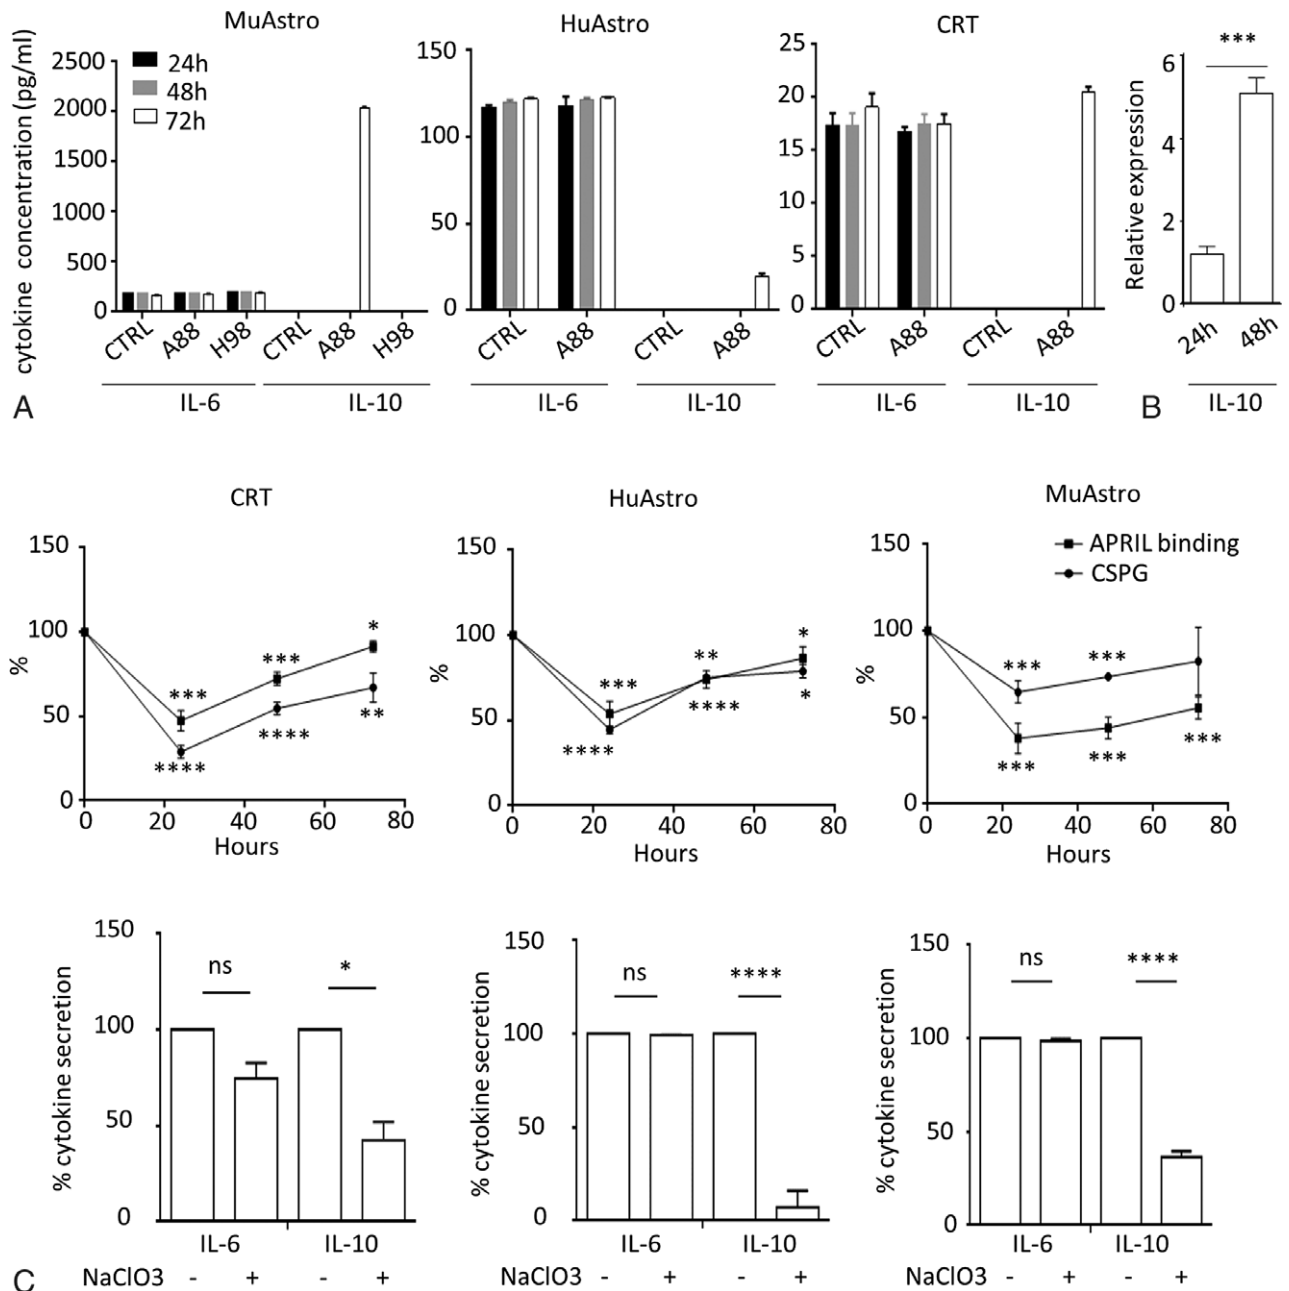 MuAstro
HuAstro
CRT
cytokine concentration (pg/ml)
2500
2000
1500
1000
500
0
24h
48h
72h
CTRL
A88
H98
CTRL
A88
H98
IL-6
IL-10
150
100
50
0
CTRL
A88
CTRL
A88
IL-6
IL-10
25
20
15
10
5
0
CTRL
A88
CTRL
A88
IL-6
IL-10
A
Relative expression
6
4
2
0
***
24h
48h
IL-10
B
CRT
%
150
100
50
0
***
***
*
****
****
**
0 20 40 60 80
Hours
HuAstro
%
150
100
50
0
***
**
*
****
****
*
0 20 40 60 80
Hours
MuAstro
%
150
100
50
0
APRIL binding
CSPG
***
***
***
***
***
0 20 40 60 80
Hours
% cytokine secretion
150
100
50
0
ns
*
IL-6
IL-10
NaClO3 - + - +
% cytokine secretion
150
100
50
0
ns
****
IL-6
IL-10
NaClO3 - + - +
% cytokine secretion
150
100
50
0
ns
****
IL-6
IL-10
NaClO3 - + - +
C